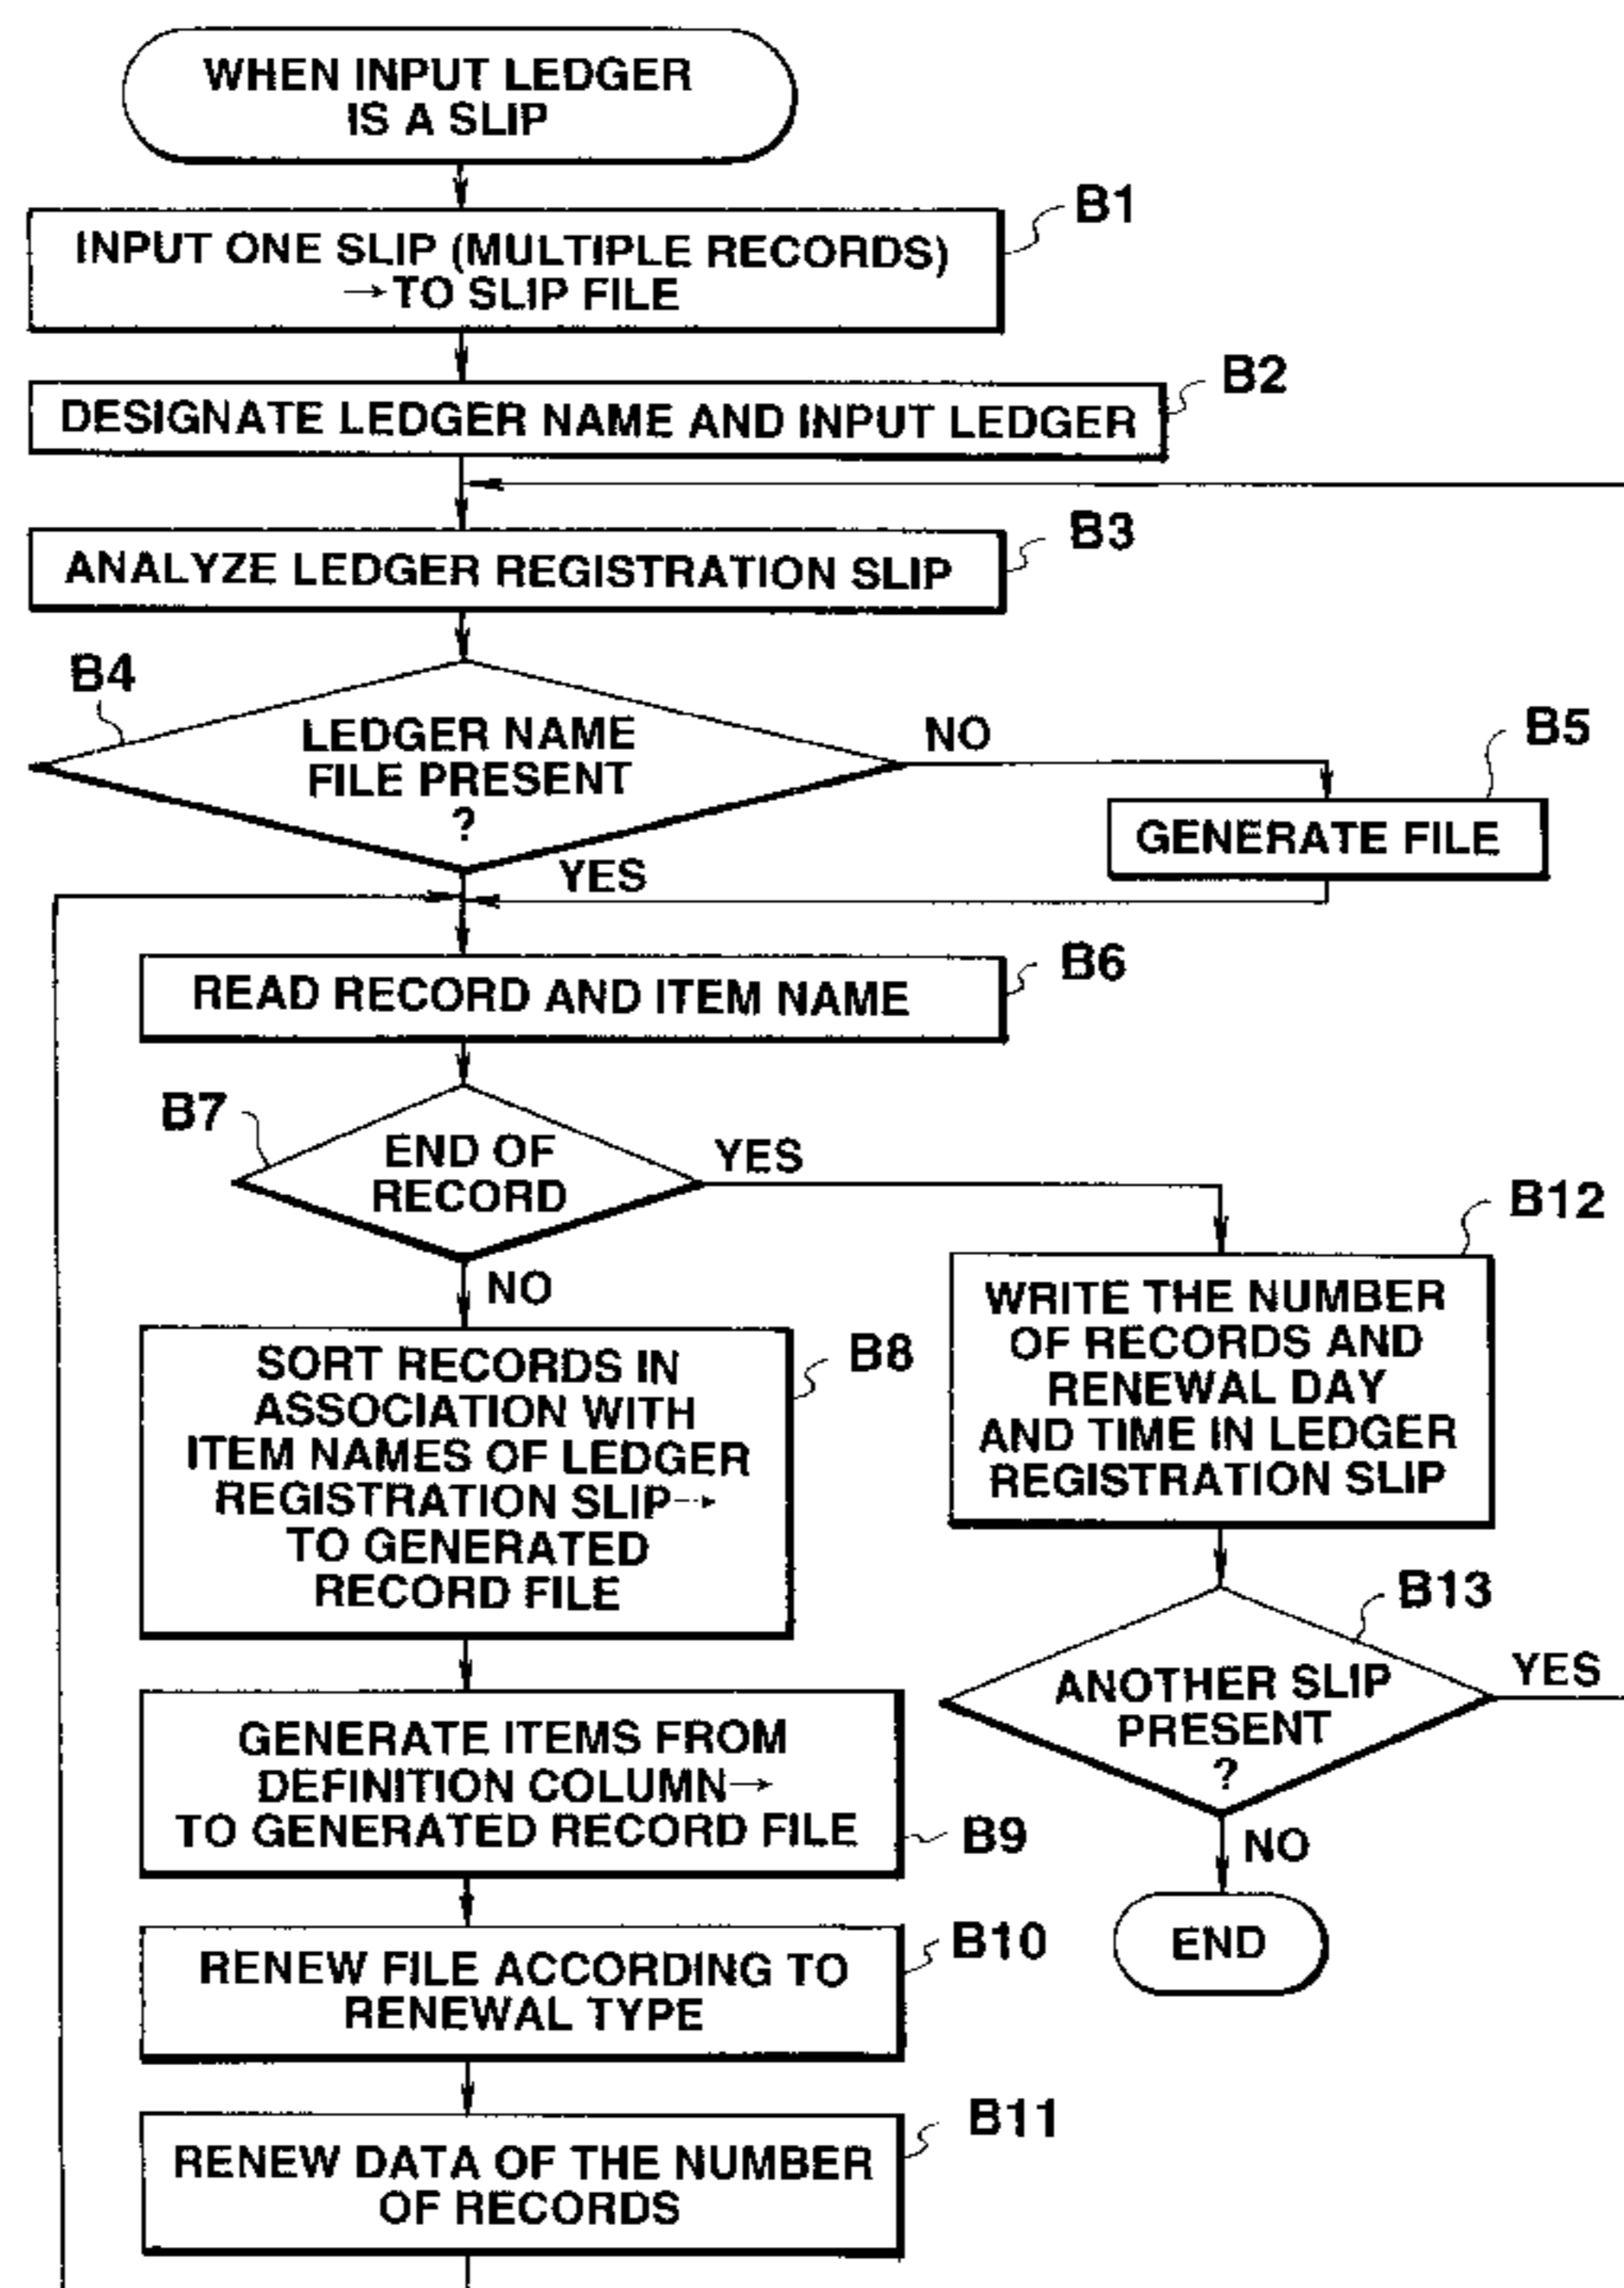 WHEN INPUT LEDGER
IS A SLIP
B1
INPUT ONE SLIP (MULTIPLE RECORDS)
→TO SLIP FILE
B2
DESIGNATE LEDGER NAME AND INPUT LEDGER
B3
ANALYZE LEDGER REGISTRATION SLIP
B4
LEDGER NAME
FILE PRESENT
?
NO
B5
GENERATE FILE
YES
B6
READ RECORD AND ITEM NAME
B7
END OF
RECORD
YES
NO
B8
SORT RECORDS IN
ASSOCIATION WITH
ITEM NAMES OF LEDGER
REGISTRATION SLIP→
TO GENERATED
RECORD FILE
B9
GENERATE ITEMS FROM
DEFINITION COLUMN→
TO GENERATED RECORD FILE
B10
RENEW FILE ACCORDING TO
RENEWAL TYPE
B11
RENEW DATA OF THE NUMBER
OF RECORDS
B12
WRITE THE NUMBER
OF RECORDS AND
RENEWAL DAY
AND TIME IN LEDGER
REGISTRATION SLIP
B13
ANOTHER SLIP
PRESENT
?
YES
NO
END